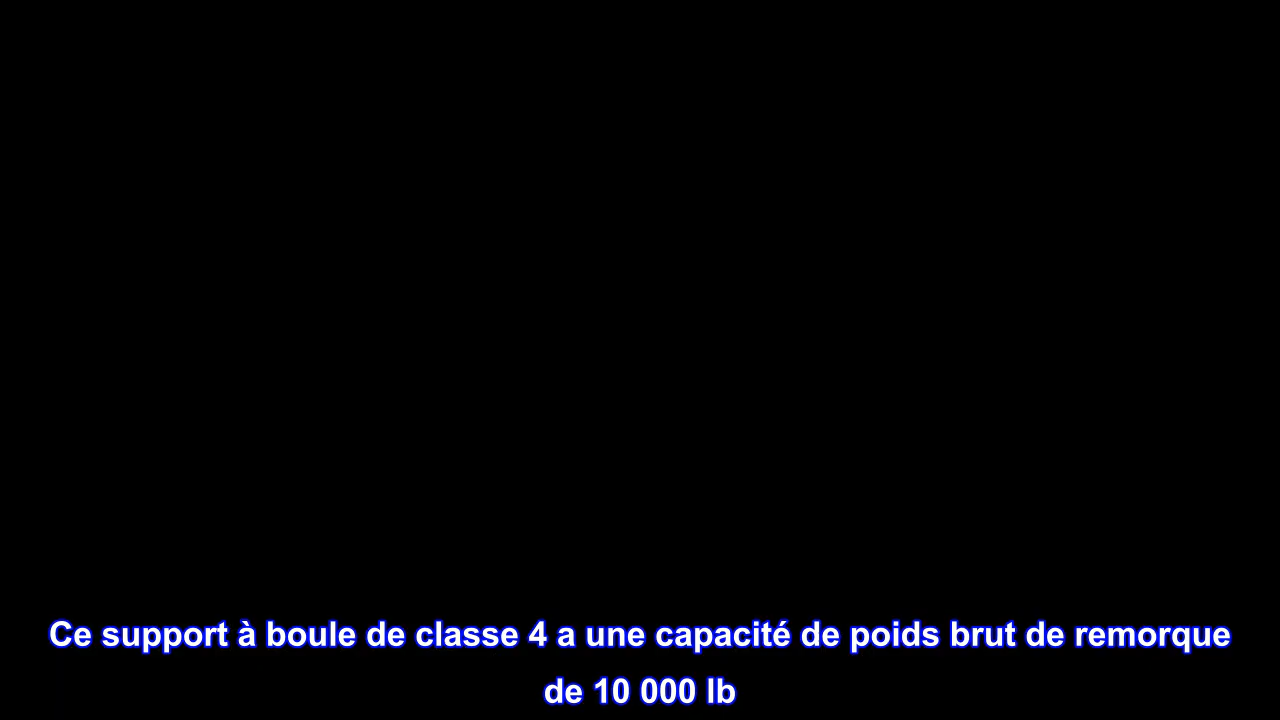 Ce support à boule de classe 4 a une capacité de poids brut de remorque
de 10 000 lb